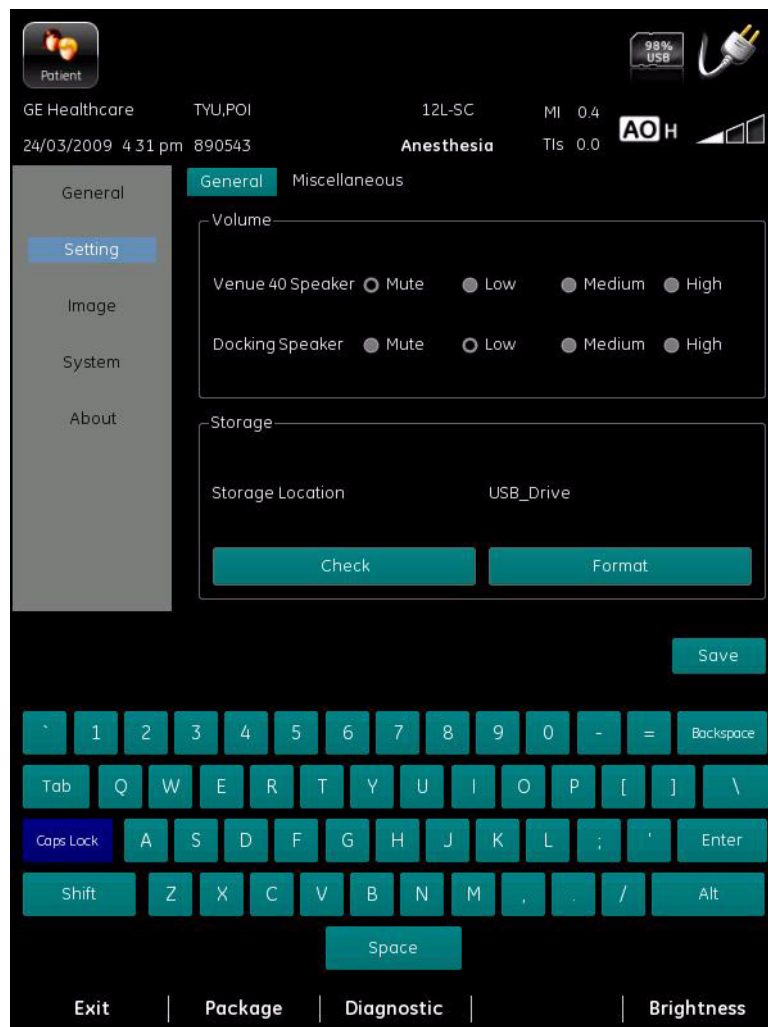 98%
USB
Patient
GE Healthcare TYU,POI 12L-SC MI 0.4
AO H
24/03/2009 4 31 pm 890543 Anesthesia TIs 0.0
General General Miscellaneous
Volume
Setting
Venue 40 Speaker Mute Low Medium High
Image
Docking Speaker Mute Low Medium High
System
About
Storage
Storage Location USB_Drive
Check Format
Save
` 1 2 3 4 5 6 7 8 9 0 - = Backspace
Tab Q W E R T Y U I O P [ ] \
Caps Lock A S D F G H J K L ; ' Enter
Shift Z X C V B N M , . / Alt
Space
Exit Package Diagnostic Brightness